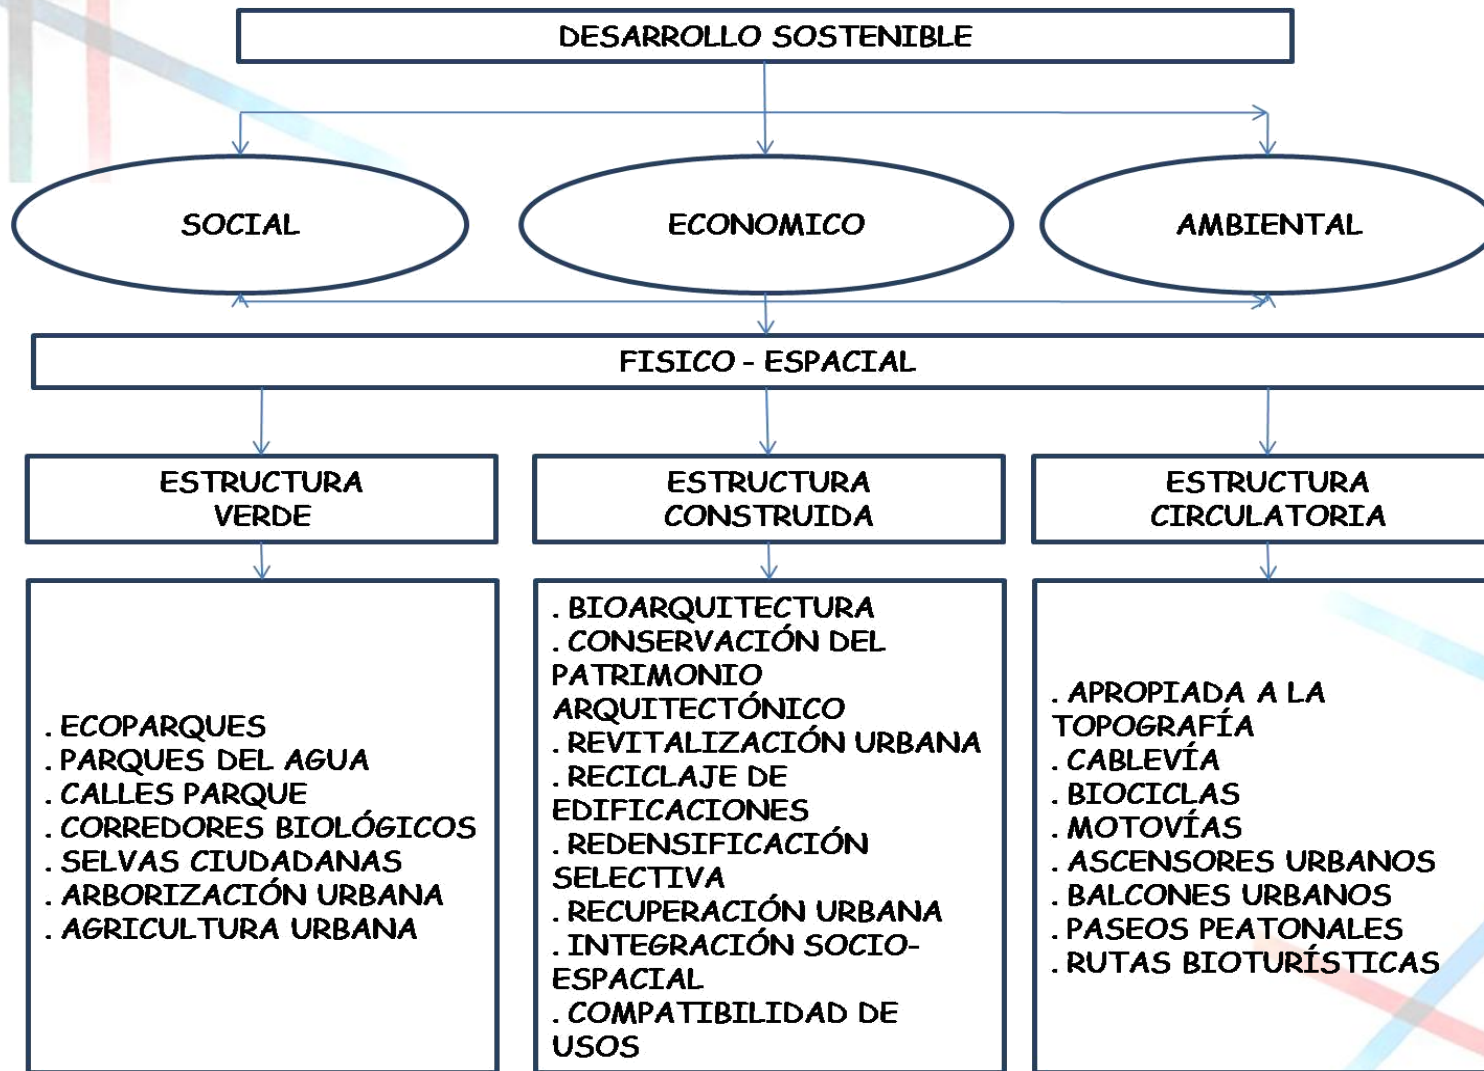 DESARROLLO SOSTENIBLE
SOCIAL
ECONOMICO
AMBIENTAL
FISICO - ESPACIAL
ESTRUCTURA
VERDE
ESTRUCTURA
CONSTRUIDA
ESTRUCTURA
CIRCULATORIA
. ECOPARQUES
. PARQUES DEL AGUA
. CALLES PARQUE
. CORREDORES BIOLÓGICOS
. SELVAS CIUDADANAS
. ARBORIZACIÓN URBANA
. AGRICULTURA URBANA
. BIOARQUITECTURA
. CONSERVACIÓN DEL
PATRIMONIO
ARQUITECTÓNICO
. REVITALIZACIÓN URBANA
. RECICLAJE DE
EDIFICACIONES
. REDENSIFICACIÓN
SELECTIVA
. RECUPERACIÓN URBANA
. INTEGRACIÓN SOCIO-
ESPACIAL
. COMPATIBILIDAD DE
USOS
. APROPIADA A LA
TOPOGRAFÍA
. CABLEVÍA
. BIOCICLAS
. MOTOVÍAS
. ASCENSORES URBANOS
. BALCONES URBANOS
. PASEOS PEATONALES
. RUTAS BIOTURÍSTICAS